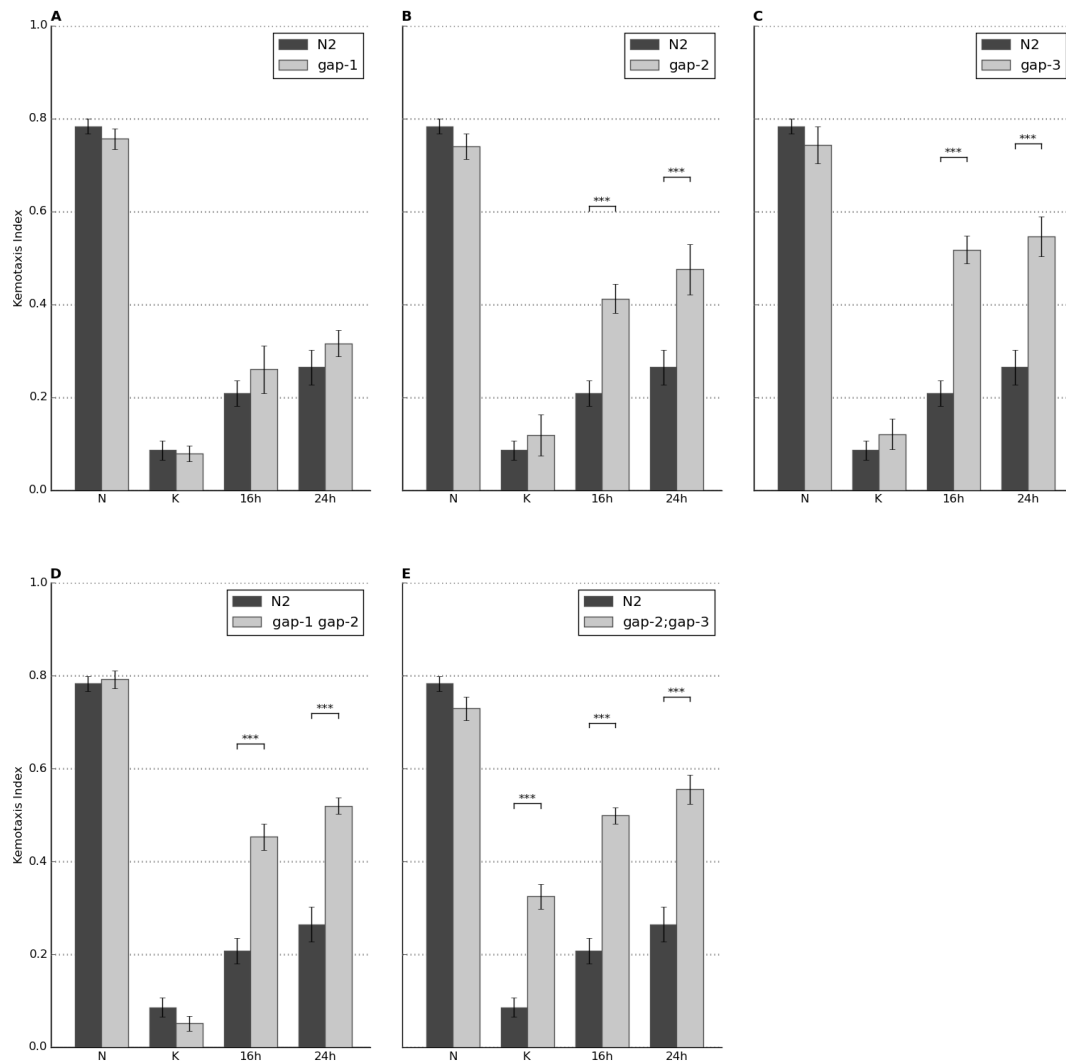 A
B
C
1.0
N2
gap-1
N2
gap-2
N2
gap-3
0.8
***
***
***
***
0.6
Kemotaxis Index
0.4
0.2
0.0
N K 16h 24h
N K 16h 24h
N K 16h 24h
D
E
1.0
N2
gap-1 gap-2
N2
gap-2;gap-3
0.8
***
***
***
***
***
0.6
Kemotaxis Index
0.4
0.2
0.0
N K 16h 24h
N K 16h 24h